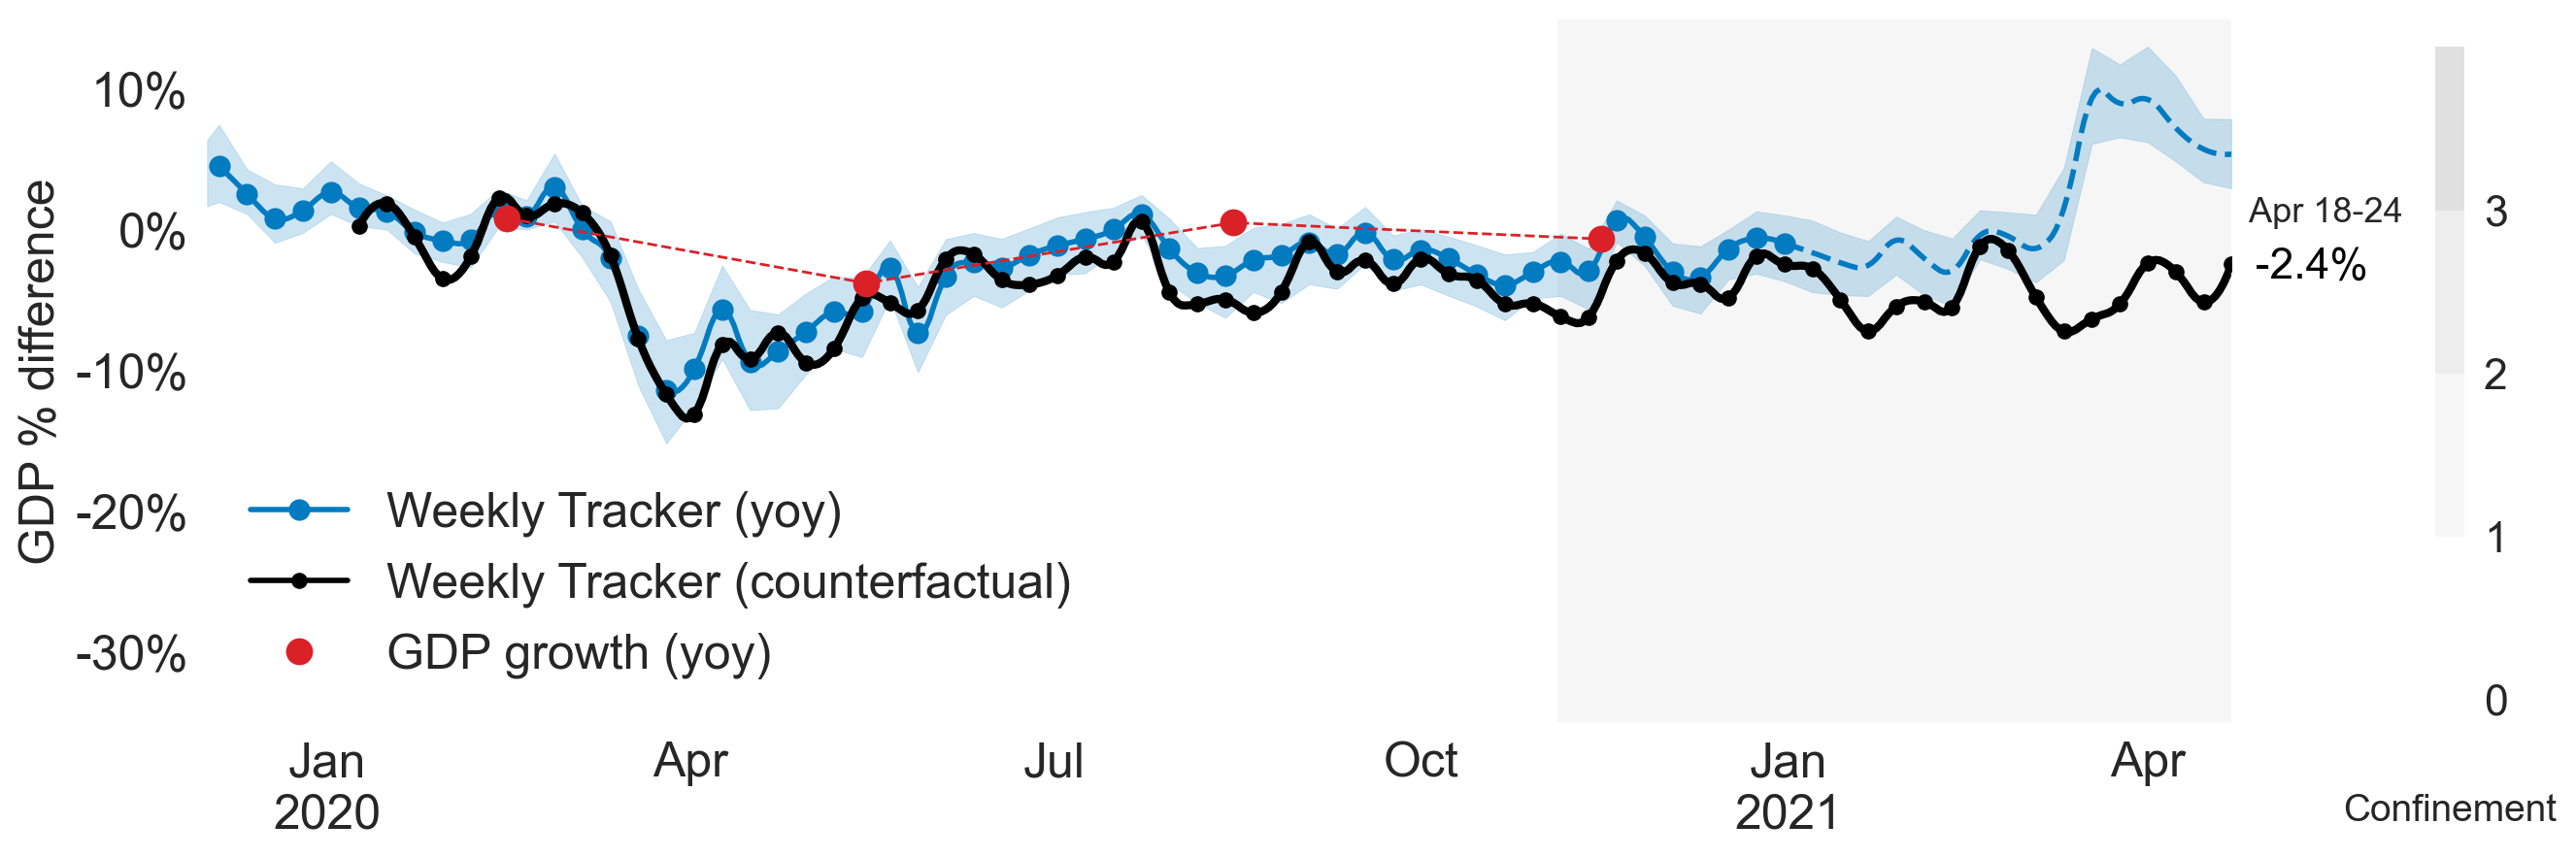 GDP % difference
10%
0%
-10%
-20%
-30%
Weekly Tracker (yoy)
Weekly Tracker (counterfactual)
GDP growth (yoy)
Jan
2020
Apr
Jul
Oct
Jan
2021
Apr
Apr 18-24
-2.4%
3
2
1
0
Confinement